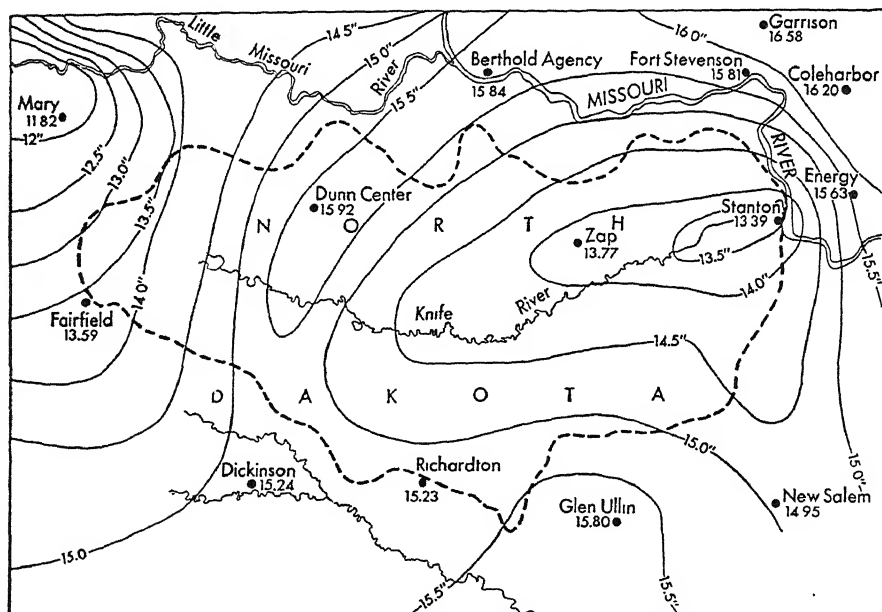 Little
Missouri
River
14.5"
15.0"
15.5"
16.0"
Garrison
16 58
Berthold Agency
15 84
Fort Stevenson
15 81
Coleharbor
16 20
MISSOURI
RIVER
Mary
11 82
12"
12.5"
13.0"
13.5"
14.0"
Dunn Center
15 92
Energy
15 63
Stanton
13 39
N O R T H
Zap
13.77
13.5"
14.0"
15.5"
Fairfield
13.59
Knife
River
14.5"
D A K O T A
15.0"
15.0"
Dickinson
15.24
Richardton
15.23
Glen Ullin
15.80
New Salem
14 95
15.0
15.5"
15.5"